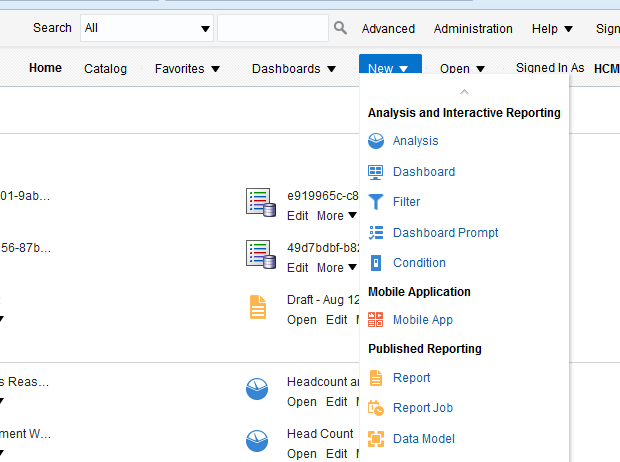 Search All Advanced Administration Help Sign
Home Catalog Favorites Dashboards New Open Signed In As HCM
Analysis and Interactive Reporting
Analysis
Dashboard
Filter
Dashboard Prompt
Condition
Mobile Application
Mobile App
Published Reporting
Report
Report Job
Data Model
01-9ab...
e919965c-c8
Edit More
56-87b...
49d7bdbf-b82
Edit More
Draft - Aug 12
Open Edit
s Reas...
Headcount a
Open Edit
ment W...
Head Count
Open Edit